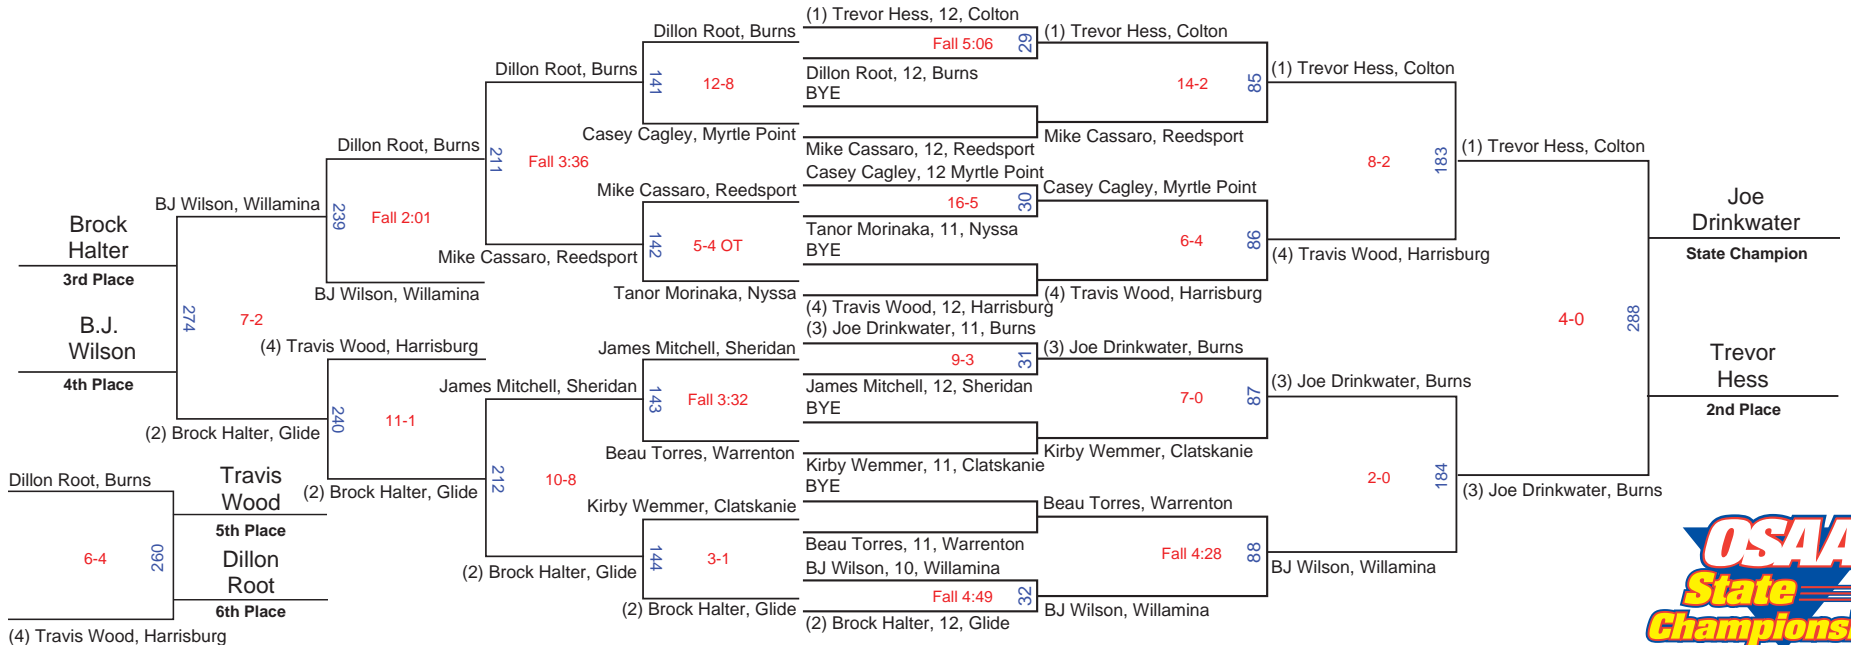 (1) Trevor Hess, 12, Colton
Dillon Root, Burns
Fall 5:06
29
(1) Trevor Hess, Colton
Dillon Root, Burns
141
12-8
Dillon Root, 12, Burns
BYE
14-2
85
(1) Trevor Hess, Colton
Casey Cagley, Myrtle Point
Mike Cassaro, Reedsport
Dillon Root, Burns
211
Fall 3:36
Mike Cassaro, 12, Reedsport
Casey Cagley, 12 Myrtle Point
8-2
183
(1) Trevor Hess, Colton
Mike Cassaro, Reedsport
16-5
30
Casey Cagley, Myrtle Point
BJ Wilson, Willamina
239
Fall 2:01
142
5-4 OT
Tanor Morinaka, 11, Nyssa
BYE
6-4
86
(4) Travis Wood, Harrisburg
Brock
Halter
3rd Place
Mike Cassaro, Reedsport
Joe
Drinkwater
State Champion
BJ Wilson, Willamina
Tanor Morinaka, Nyssa
(4) Travis Wood, 12, Harrisburg
(4) Travis Wood, Harrisburg
274
7-2
B.J.
Wilson
4th Place
(3) Joe Drinkwater, 11, Burns
4-0
288
(4) Travis Wood, Harrisburg
James Mitchell, Sheridan
9-3
31
(3) Joe Drinkwater, Burns
Trevor
Hess
2nd Place
James Mitchell, Sheridan
143
Fall 3:32
James Mitchell, 12, Sheridan
BYE
7-0
87
(3) Joe Drinkwater, Burns
240
11-1
(2) Brock Halter, Glide
Beau Torres, Warrenton
Kirby Wemmer, 11, Clatskanie
BYE
Kirby Wemmer, Clatskanie
Dillon Root, Burns
Travis
Wood
5th Place
(2) Brock Halter, Glide
212
10-8
2-0
184
(3) Joe Drinkwater, Burns
Kirby Wemmer, Clatskanie
Beau Torres, Warrenton
6-4
260
Dillon
Root
6th Place
144
3-1
Beau Torres, 11, Warrenton
BJ Wilson, 10, Willamina
Fall 4:28
88
BJ Wilson, Willamina
(2) Brock Halter, Glide
Fall 4:49
32
(2) Brock Halter, Glide
(2) Brock Halter, 12, Glide
BJ Wilson, Willamina
(4) Travis Wood, Harrisburg
OSAA
State
Champions